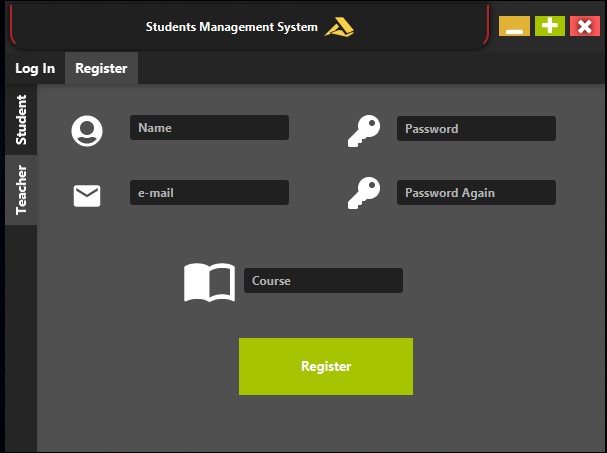 Students Management System
Log In
Register
Student
Teacher
Name
Password
e-mail
Password Again
Course
Register